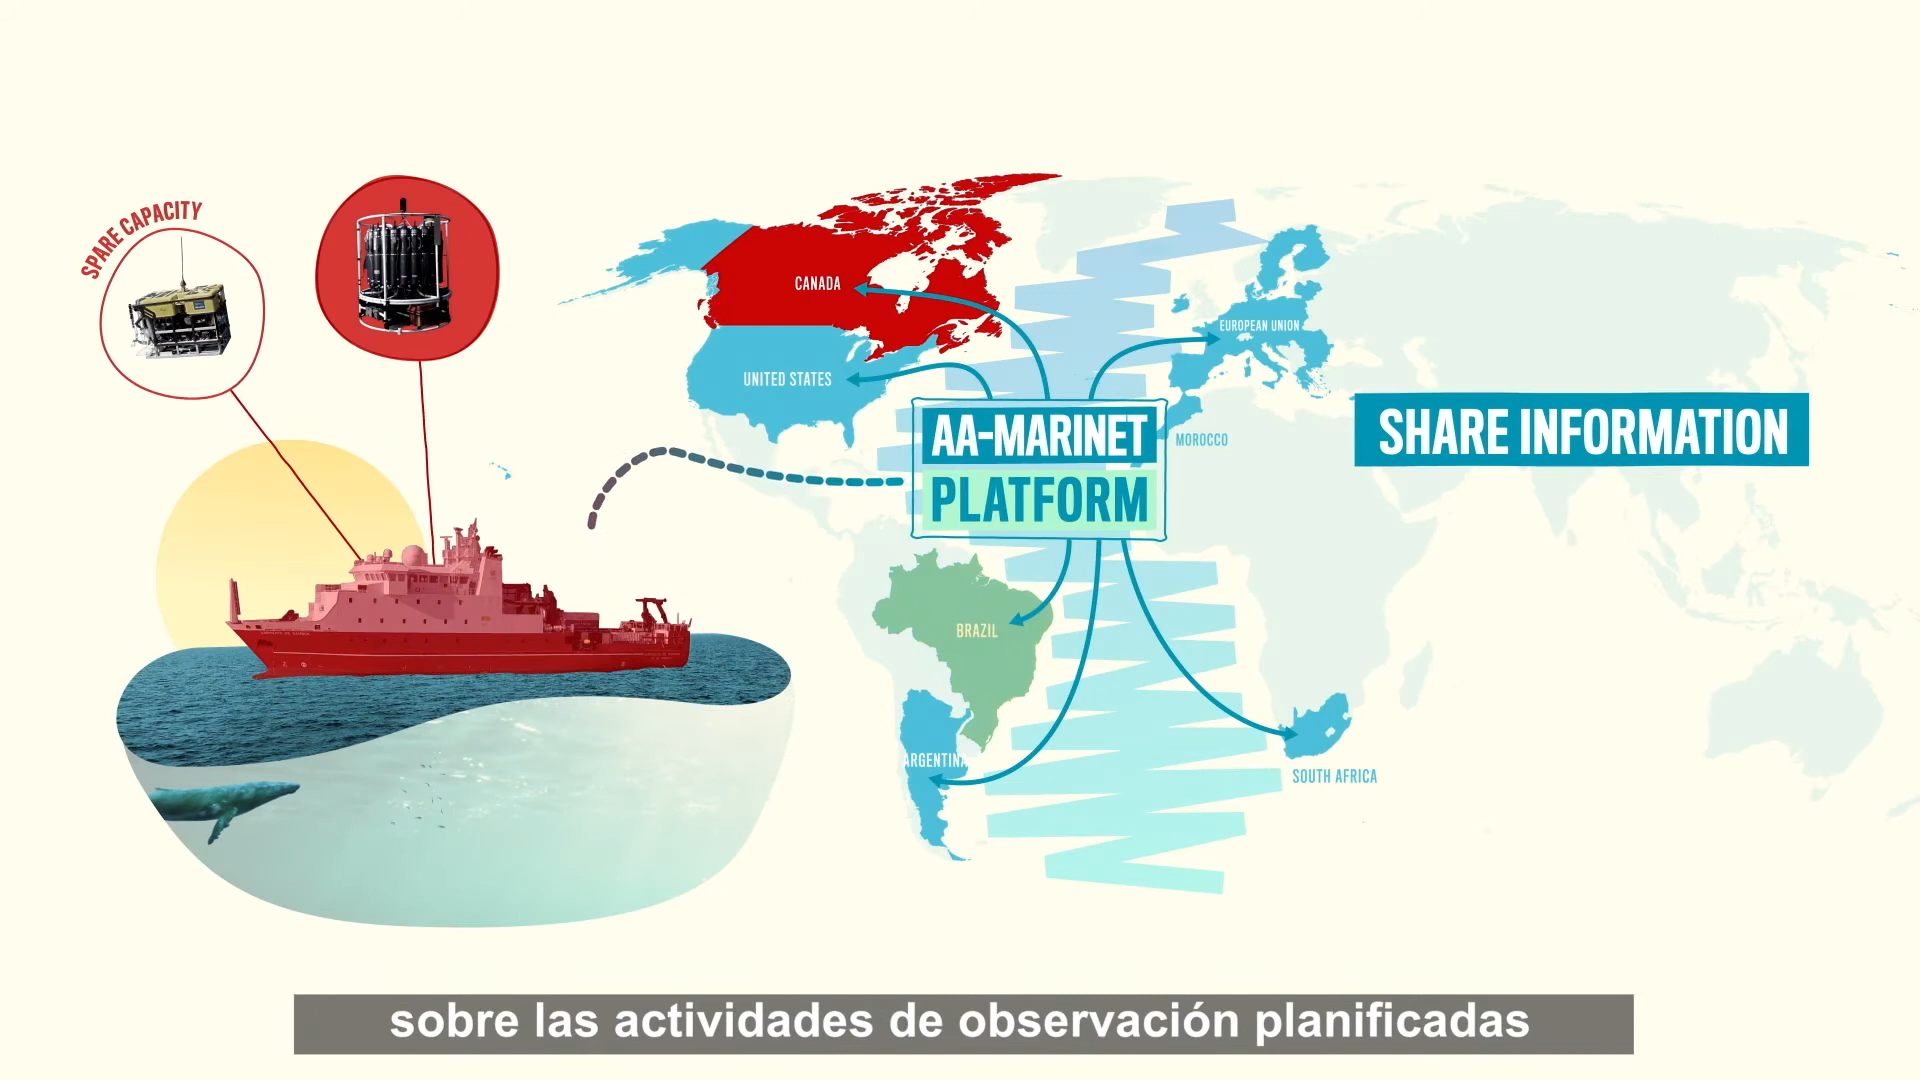 SPARE CAPACITY
CANADA
EUROPEAN UNION
UNITED STATES
AA-MARINET
PLATFORM
MOROCCO
SHARE INFORMATION
BRAZIL
ARGENTINA
SOUTH AFRICA
sobre las actividades de observación planificadas